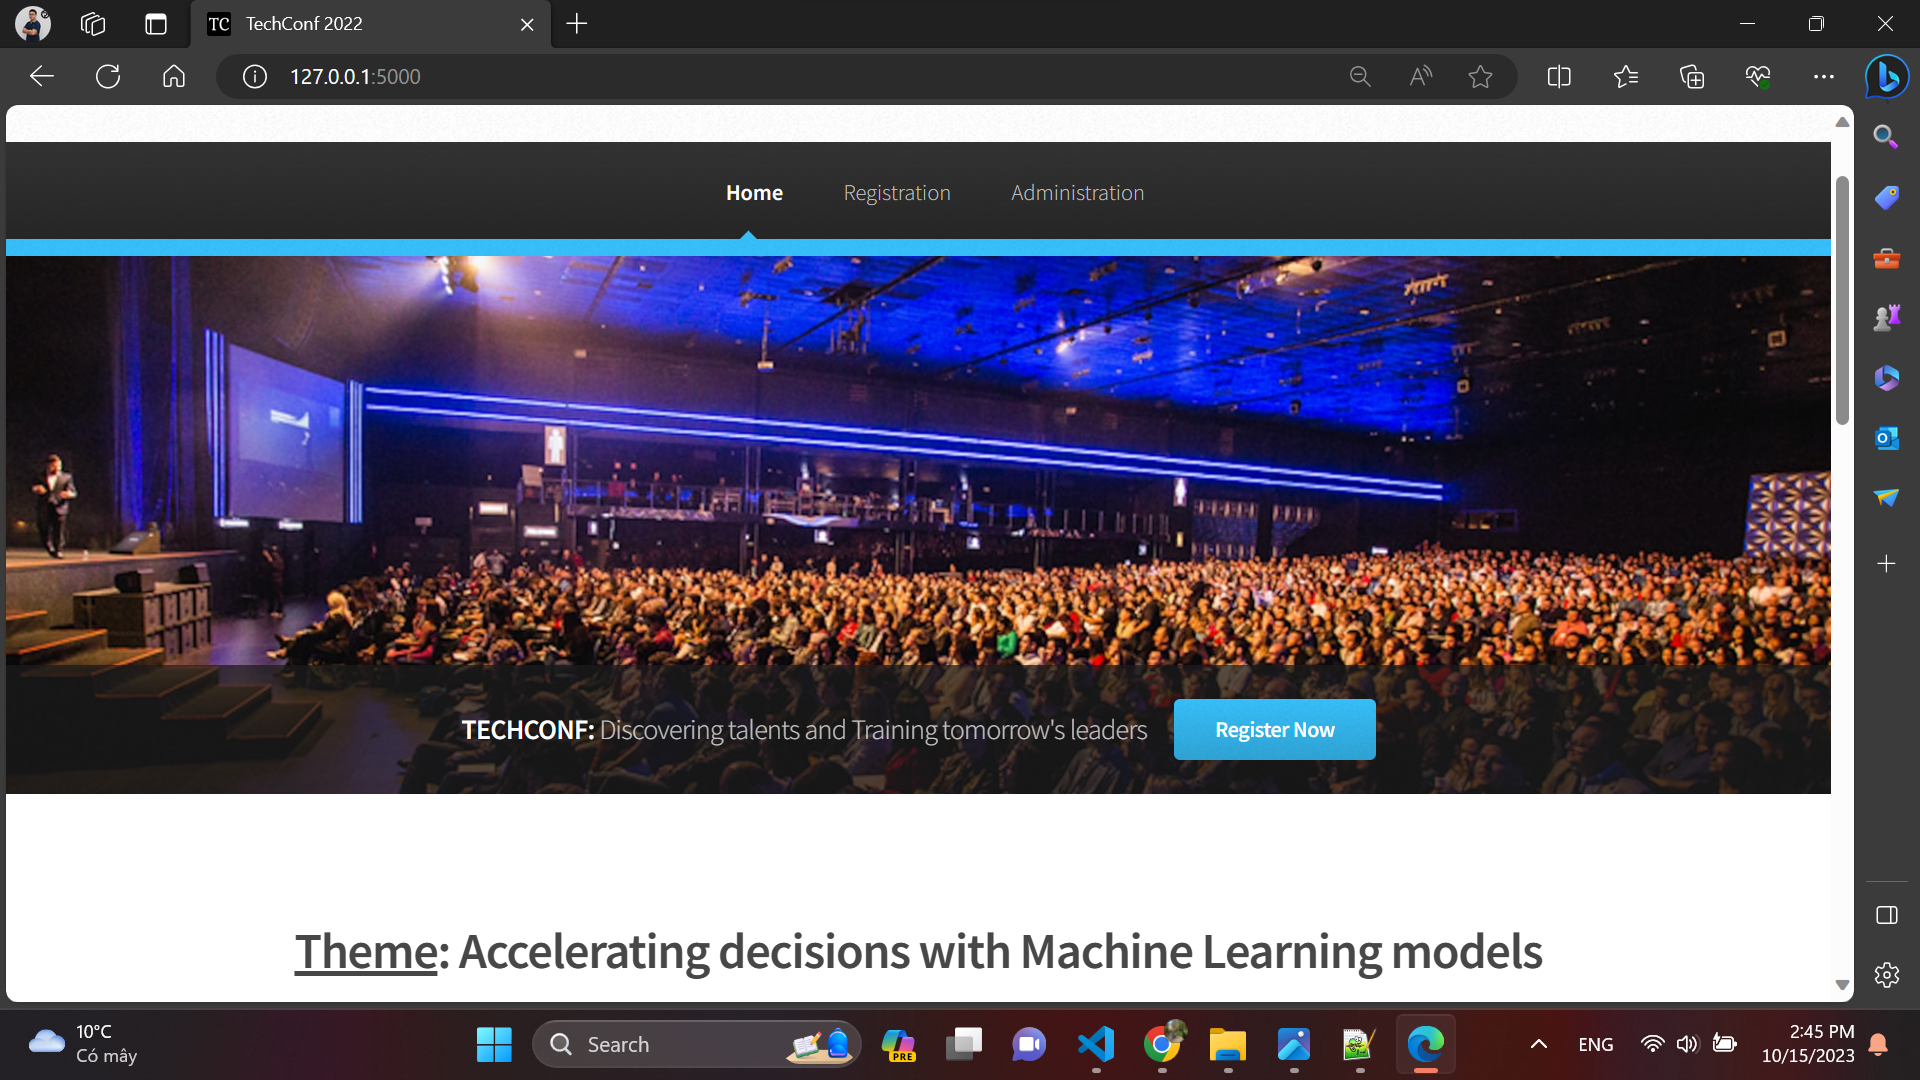 TC TechConf 2022
127.0.0.1:5000
Home Registration Administration
TECHCONF: Discovering talents and Training tomorrow's leaders Register Now
Theme: Accelerating decisions with Machine Learning models
10°C
Có mây
Search
PRE
ENG
2:45 PM
10/15/2023